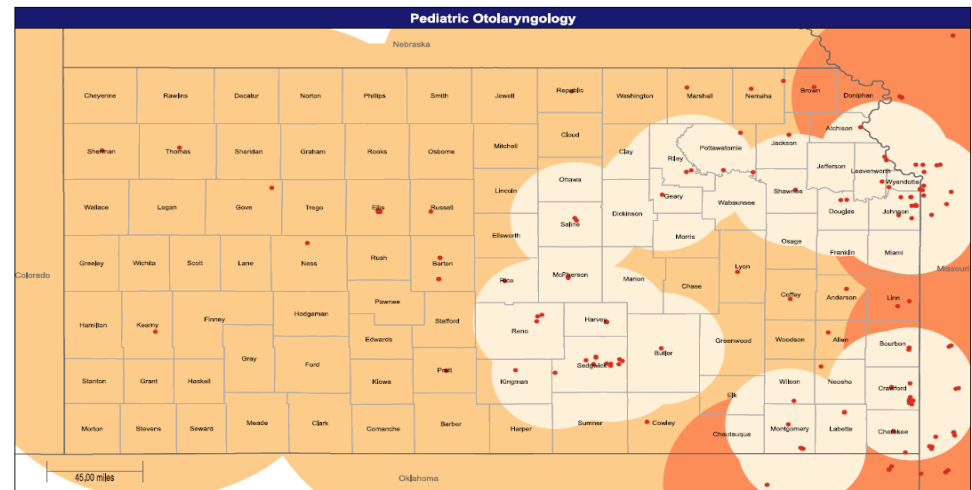 Pediatric Otolaryngology
Nebraska
Cheyenne Rawlins Decatur Norton Phillips Smith Jewell Republic Washington Marshall Nemaha Brown Doniphan
Cloud Atchison
Sherman Thomas Sheridan Graham Rooks Osborne Mitchell Clay Riley Pottawatomie Jackson
Jefferson Leavenworth
Ottawa Wyandotte
Lincoln Shawnee
Wallace Logan Gove Trego Ellis Russell Geary Wabaunsee
Saline Dickinson Douglas Johnson
Ellsworth Morris Osage
Franklin Miami
Greeley Wichita Scott Lane Ness Rush Barton Lyon
Colorado Rice McPherson Marion Missouri
Chase
Pawnee Coffey Anderson Linn
Hamilton Kearny Finney Hodgeman Stafford Reno Harvey
Edwards Greenwood Woodson Allen Bourbon
Gray Butler
Ford Sedgwick
Stanton Grant Haskell Kiowa Pratt Kingman Wilson Neosho Crawford
Elk
Morton Stevens Seward Meade Clark Comanche Barber Harper Sumner Cowley Chautauqua Montgomery Labette Cherokee
45,00 miles
Oklahoma